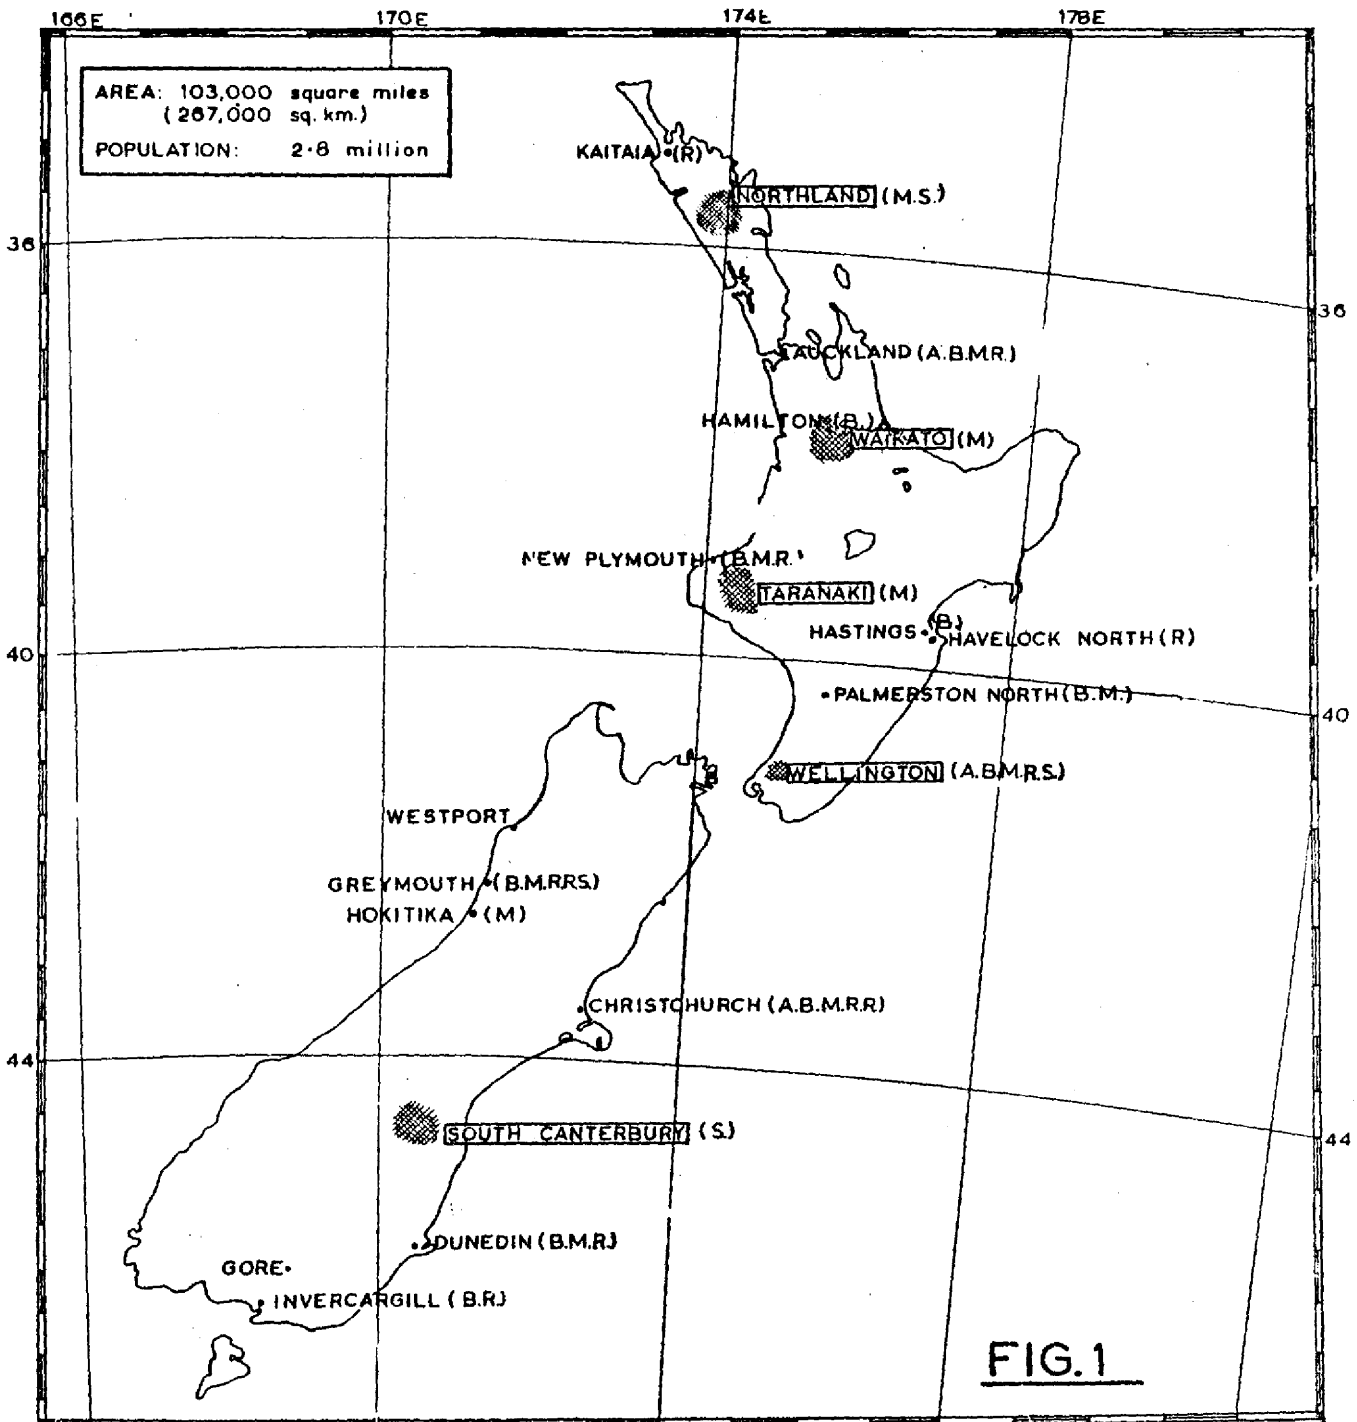 166E 170E 174E 178E
AREA: 103,000 square miles
(267,000 sq. km.)
POPULATION: 2·8 million
KAITAIA (R)
NORTHLAND (M.S.)
36
36
AUCKLAND (A.B.M.R.)
HAMILTON (B.)
WAIKATO (M)
NEW PLYMOUTH (B.M.R.)
TARANAKI (M)
HASTINGS (B.)
HAVELOCK NORTH (R)
40
PALMERSTON NORTH (B.M.)
40
WELLINGTON (A.B.M.R.S.)
WESTPORT
GREYMOUTH (B.M.R.R.S.)
HOKITIKA (M)
CHRISTCHURCH (A.B.M.R.R)
44
SOUTH CANTERBURY (S.)
44
DUNEDIN (B.M.R.)
GORE
INVERCARGILL (B.R.)
FIG. 1